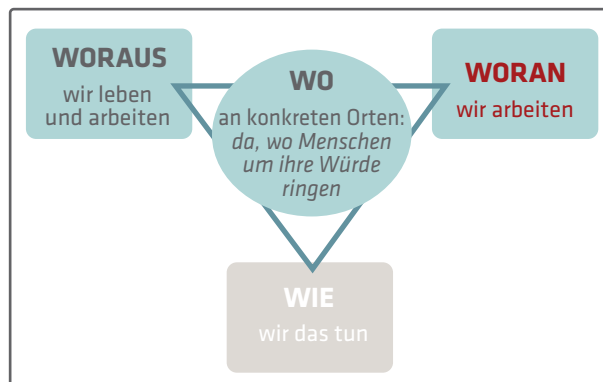 WORAUS
wir leben
und arbeiten
WO
an konkreten Orten:
da, wo Menschen
um ihre Würde
ringen
WORAN
wir arbeiten
WIE
wir das tun